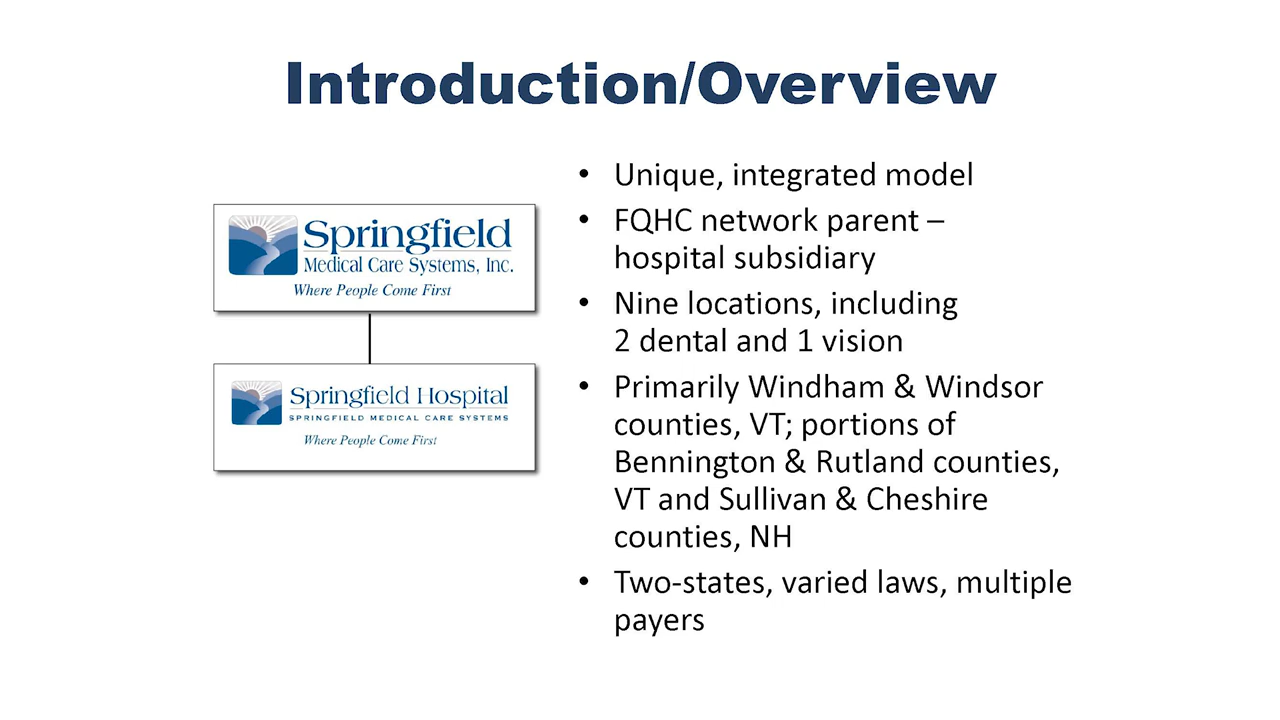 Introduction/Overview
Springfield
Medical Care Systems, Inc.
Where People Come First
Springfield Hospital
SPRINGFIELD MEDICAL CARE SYSTEMS
Where People Come First
• Unique, integrated model
• FQHC network parent –
hospital subsidiary
• Nine locations, including
2 dental and 1 vision
• Primarily Windham & Windsor
counties, VT; portions of
Bennington & Rutland counties,
VT and Sullivan & Cheshire
counties, NH
• Two-states, varied laws, multiple
payers